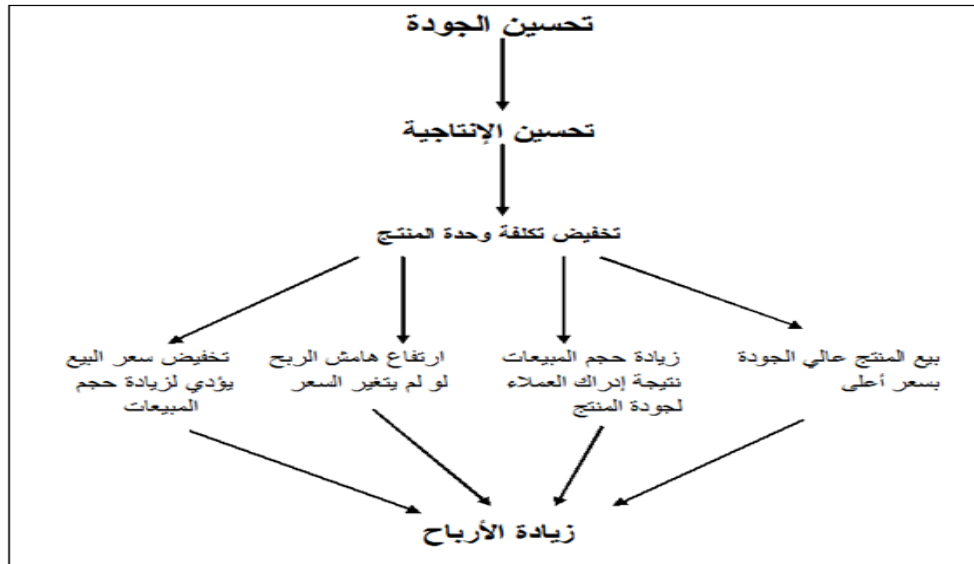 تحسين الجودة
تحسين الإنتاجية
تخفيض تكلفة وحدة المنتج
بيع المنتج عالي الجودة
بسعر أعلى
زيادة حجم المبيعات
نتيجة إدراك العملاء
لجودة المنتج
ارتفاع هامش الربح
لو لم يتغير السعر
تخفيض سعر البيع
يؤدي لزيادة حجم
المبيعات
زيادة الأرباح